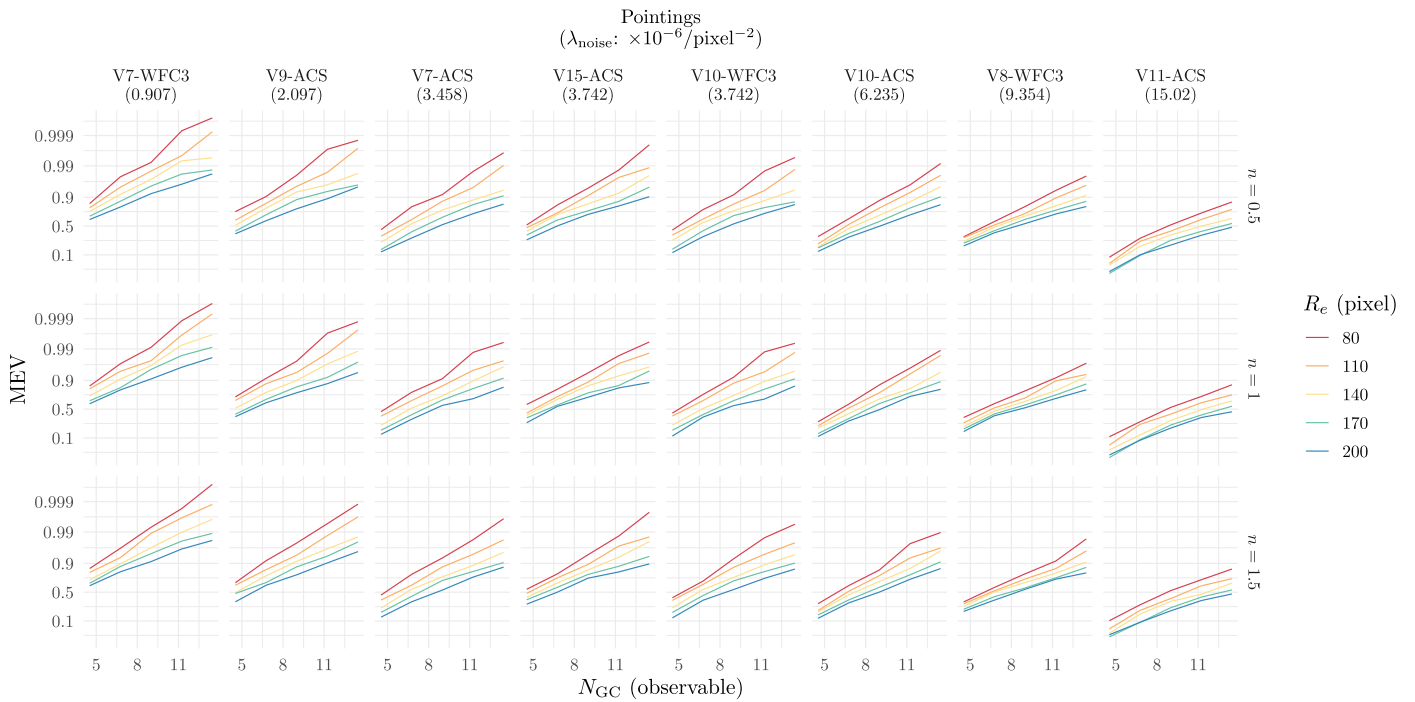 Pointings
(λnoise: ×10−6/pixel−2)
V7-WFC3 V9-ACS V7-ACS V15-ACS V10-WFC3 V10-ACS V8-WFC3 V11-ACS
(0.907) (2.097) (3.458) (3.742) (3.742) (6.235) (9.354) (15.02)
0.999
0.99
0.9
0.5
0.1
n = 0.5
0.999
0.99
0.9
0.5
0.1
n = 1
0.999
0.99
0.9
0.5
0.1
n = 1.5
MEV
5 8 11 5 8 11 5 8 11 5 8 11 5 8 11 5 8 11 5 8 11 5 8 11
NGC (observable)
Re (pixel)
80
110
140
170
200